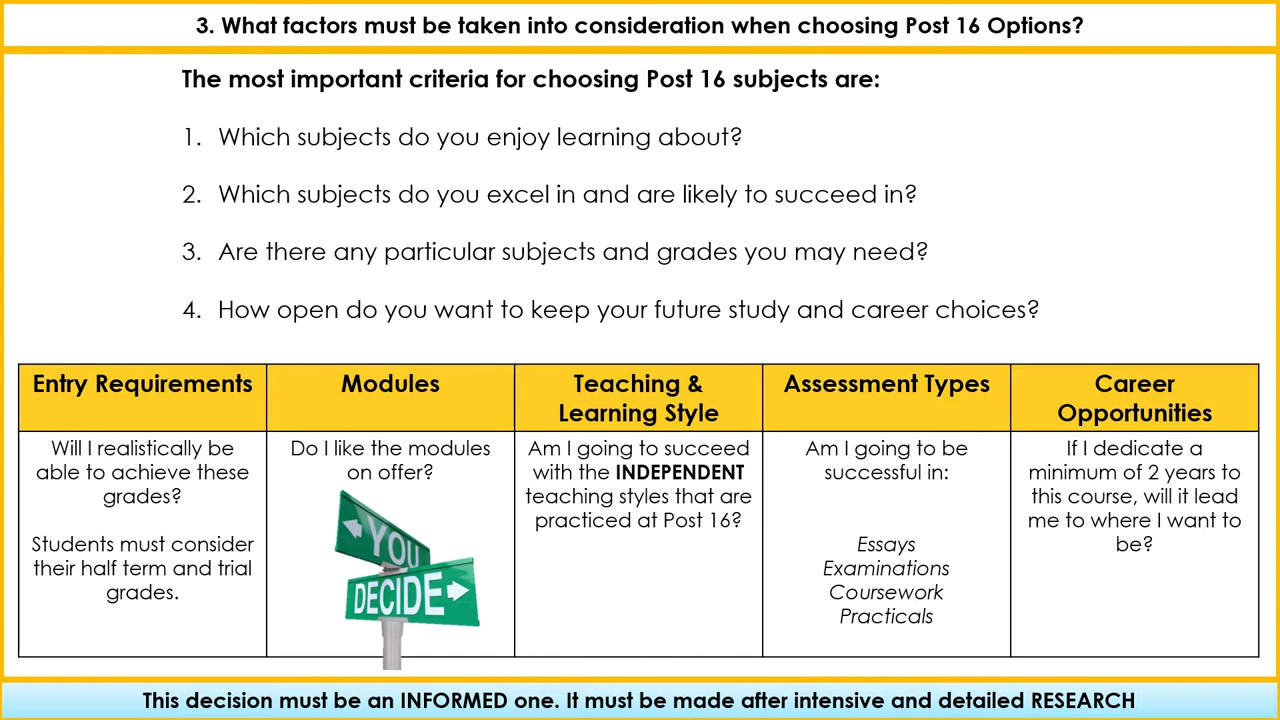 3. What factors must be taken into consideration when choosing Post 16 Options?
The most important criteria for choosing Post 16 subjects are:
1. Which subjects do you enjoy learning about?
2. Which subjects do you excel in and are likely to succeed in?
3. Are there any particular subjects and grades you may need?
4. How open do you want to keep your future study and career choices?
Entry Requirements
Will I realistically be
able to achieve these
grades?
Students must consider
their half term and trial
grades.
Modules
Do I like the modules
on offer?
YOU
DECIDE
Teaching &
Learning Style
Am I going to succeed
with the INDEPENDENT
teaching styles that are
practiced at Post 16?
Assessment Types
Am I going to be
successful in:
Essays
Examinations
Coursework
Practicals
Career
Opportunities
If I dedicate a
minimum of 2 years to
this course, will it lead
me to where I want to
be?
This decision must be an INFORMED one. It must be made after intensive and detailed RESEARCH